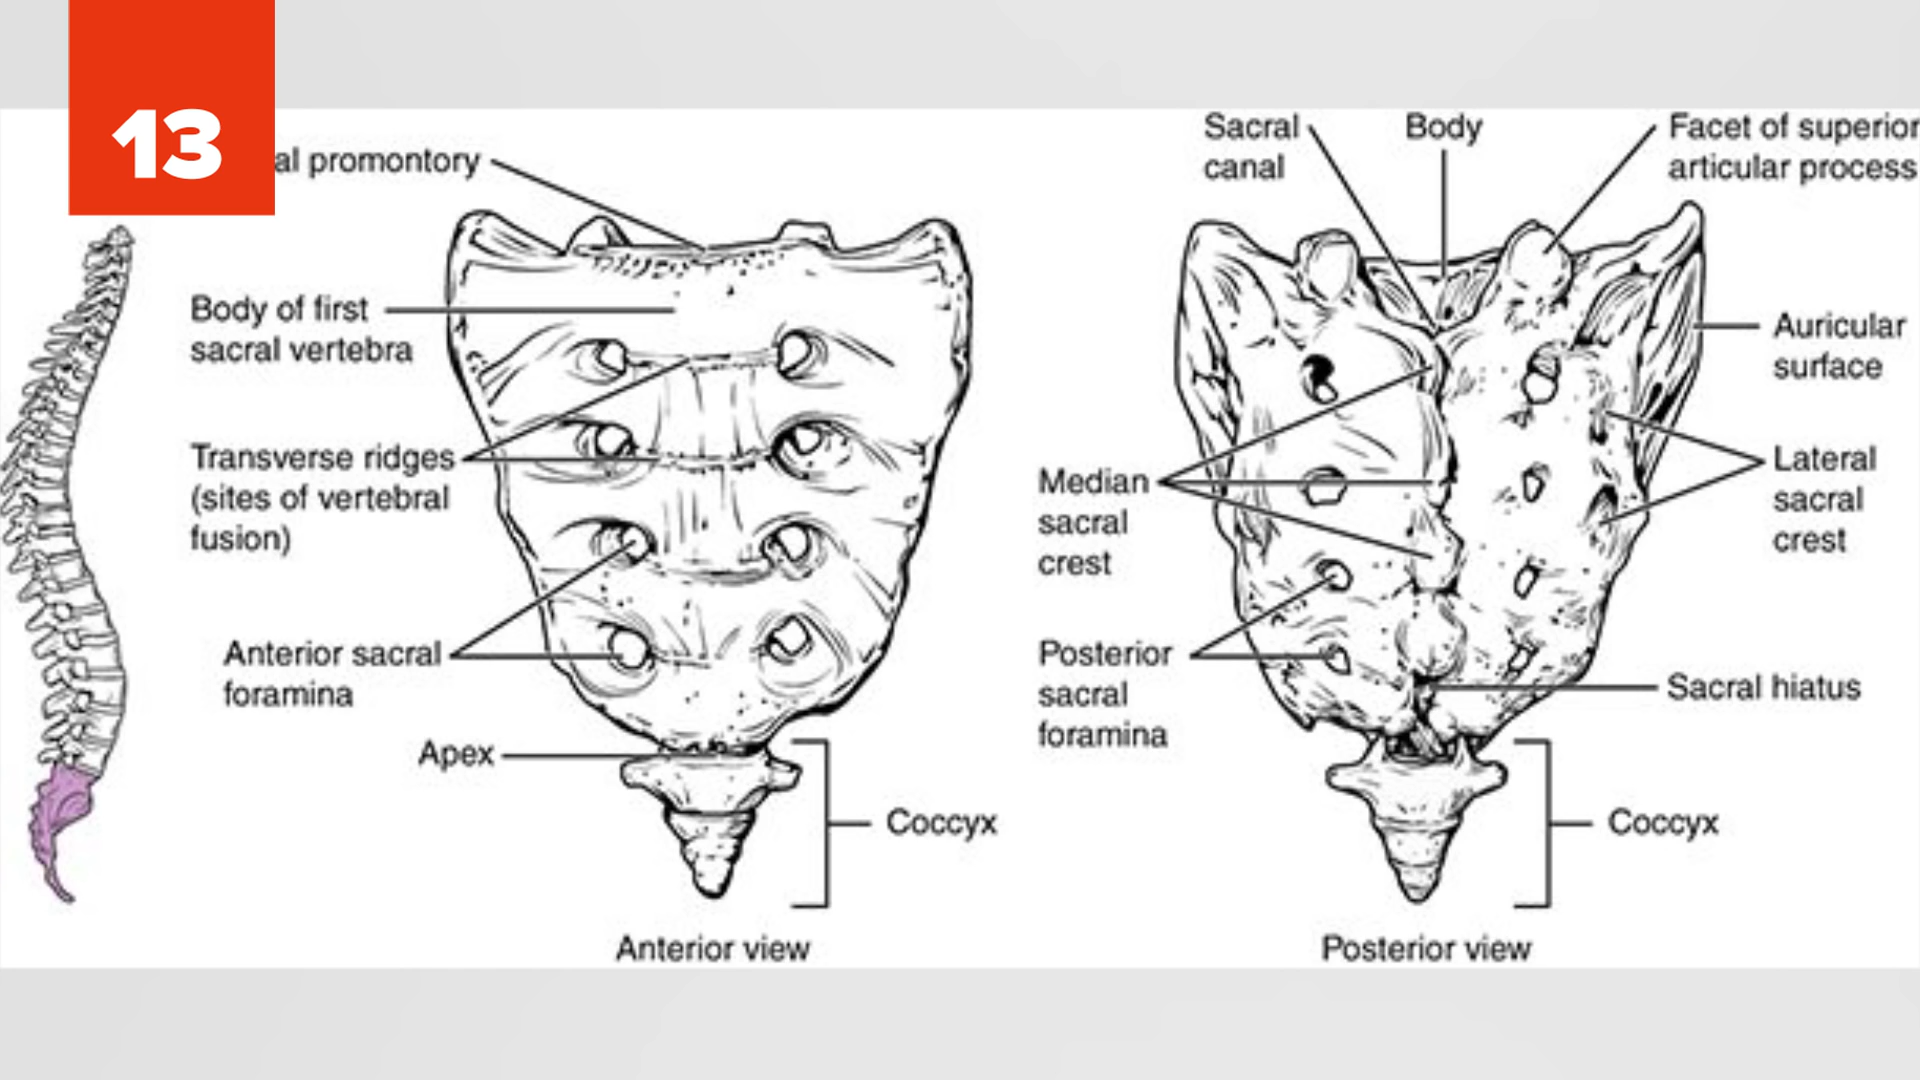 13
al promontory
Body of first
sacral vertebra
Transverse ridges
(sites of vertebral
fusion)
Anterior sacral
foramina
Apex
Coccyx
Anterior view
Sacral
canal
Body
Facet of superior
articular process
Auricular
surface
Lateral
sacral
crest
Median
sacral
crest
Posterior
sacral
foramina
Sacral hiatus
Coccyx
Posterior view